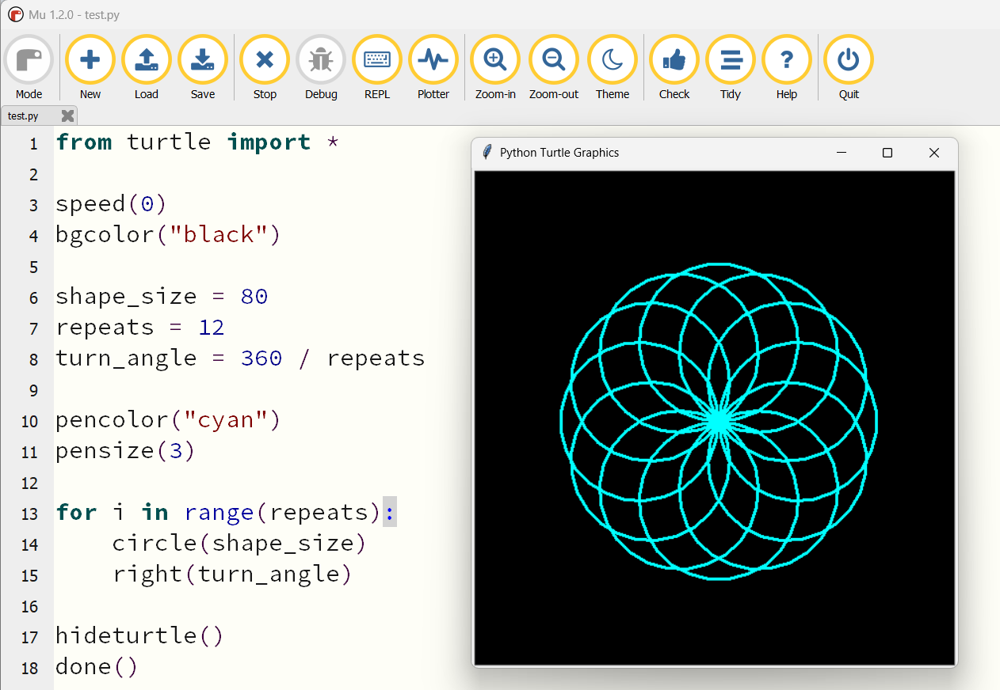 Mu 1.2.0 - test.py
Mode New Load Save Stop Debug REPL Plotter Zoom-in Zoom-out Theme Check Tidy Help Quit
test.py
1 from turtle import *
2
3 speed(0)
4 bgcolor("black")
5
6 shape_size = 80
7 repeats = 12
8 turn_angle = 360 / repeats
9
10 pencolor("cyan")
11 pensize(3)
12
13 for i in range(repeats):
14     circle(shape_size)
15     right(turn_angle)
16
17 hideturtle()
18 done()
Python Turtle Graphics